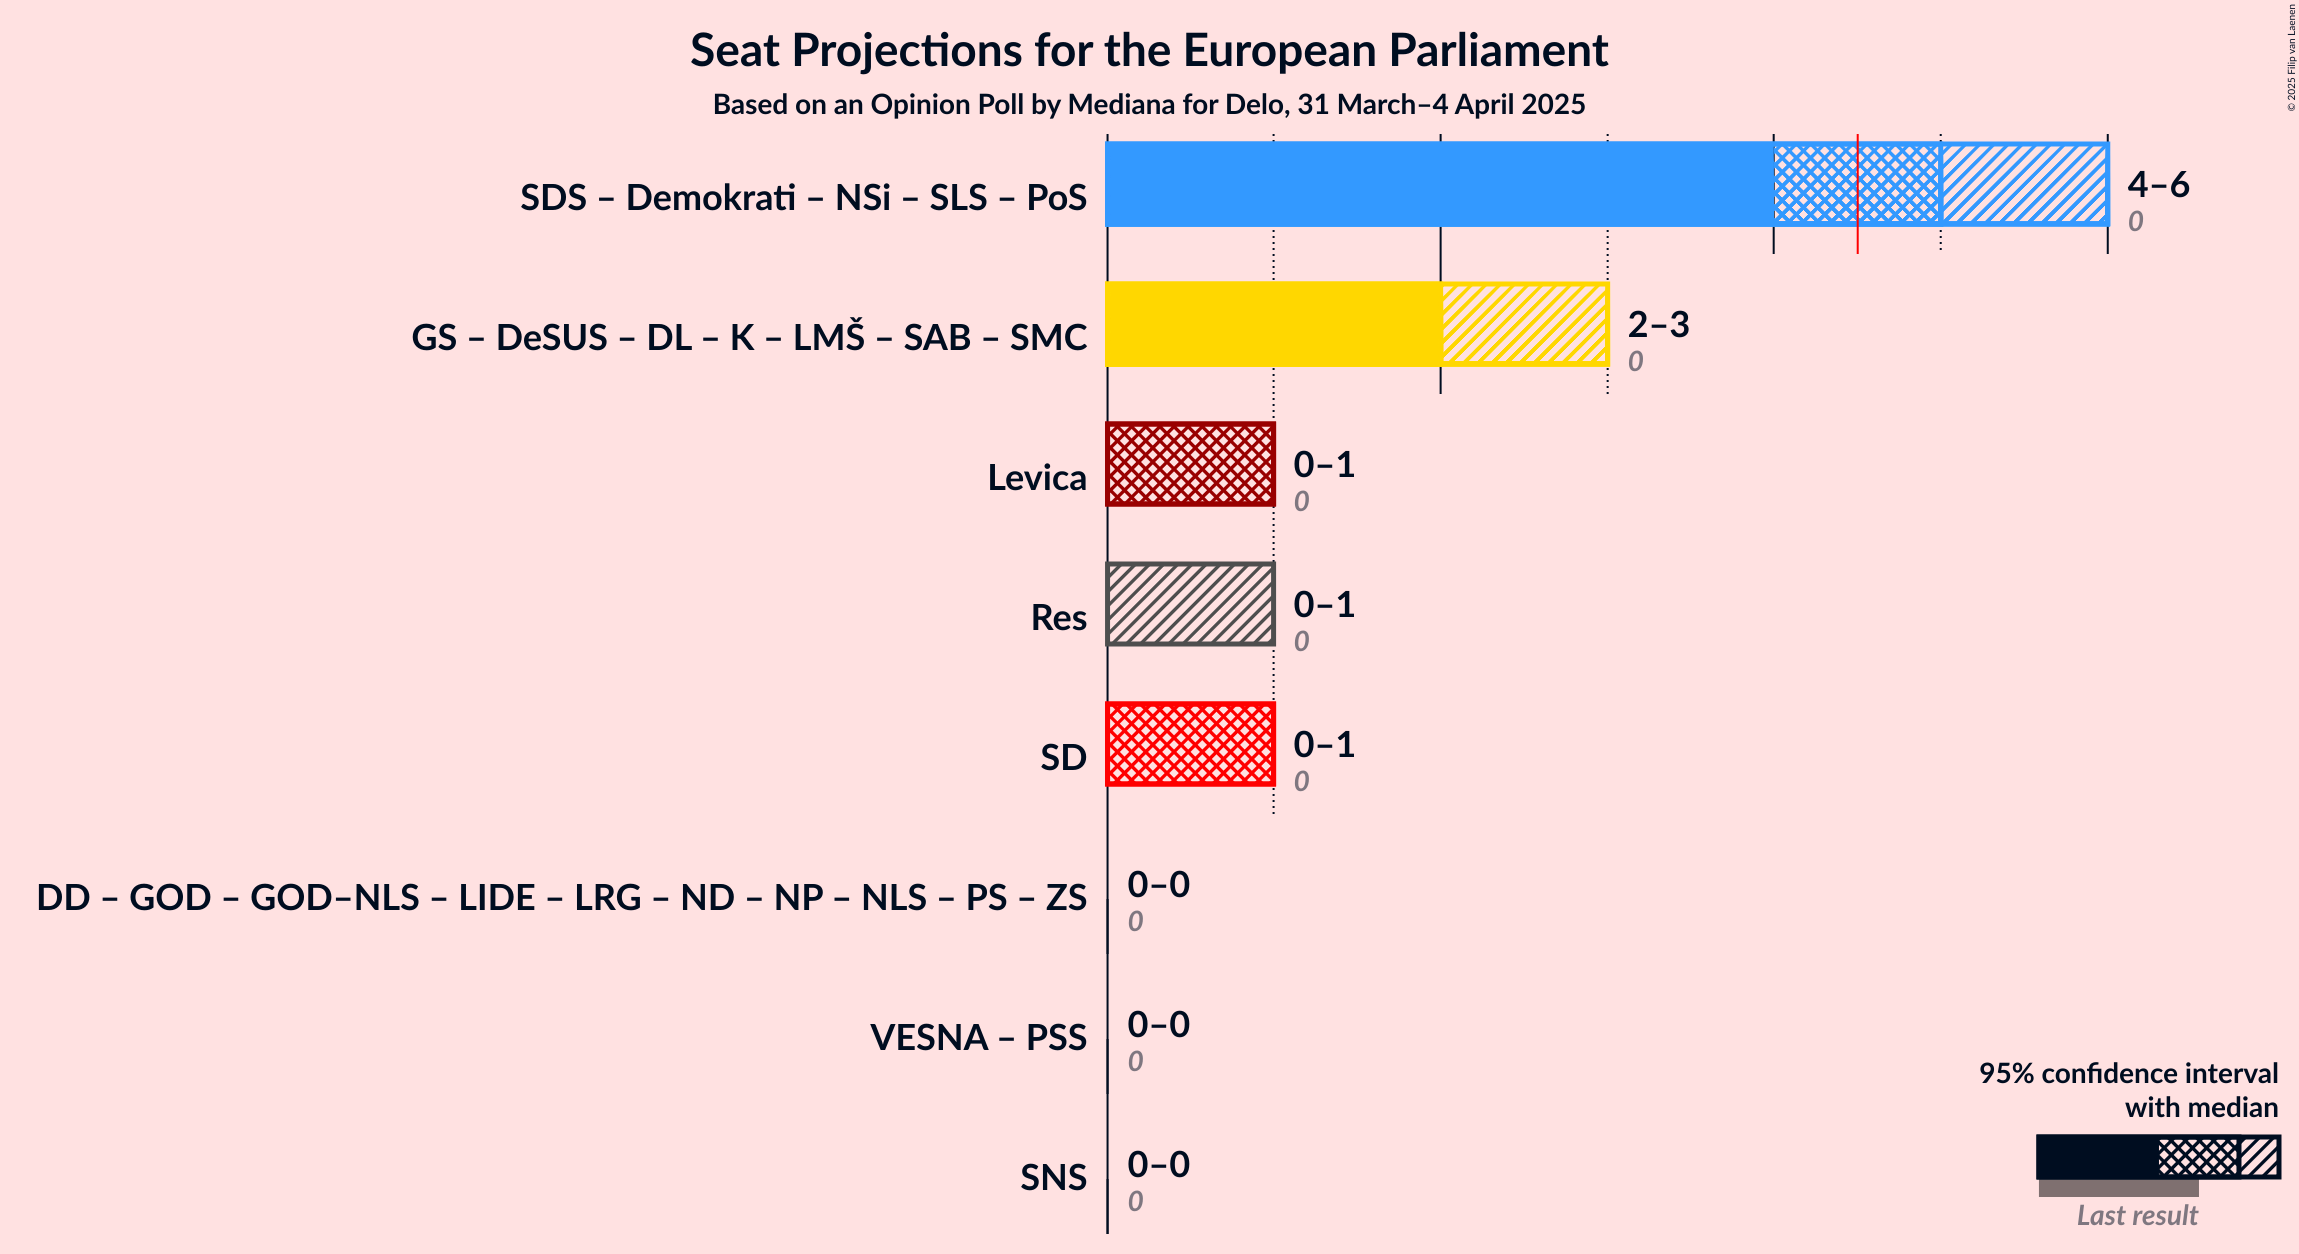 Seat Projections for the European Parliament
Based on an Opinion Poll by Mediana for Delo, 31 March–4 April 2025
© 2025 Filip van Laenen
SDS – Demokrati – NSi – SLS – PoS
4–6
0
GS – DeSUS – DL – K – LMŠ – SAB – SMC
2–3
0
Levica
0–1
0
Res
0–1
0
SD
0–1
0
DD – GOD – GOD–NLS – LIDE – LRG – ND – NP – NLS – PS – ZS
0–0
0
VESNA – PSS
0–0
0
SNS
0–0
0
95% confidence interval
with median
Last result